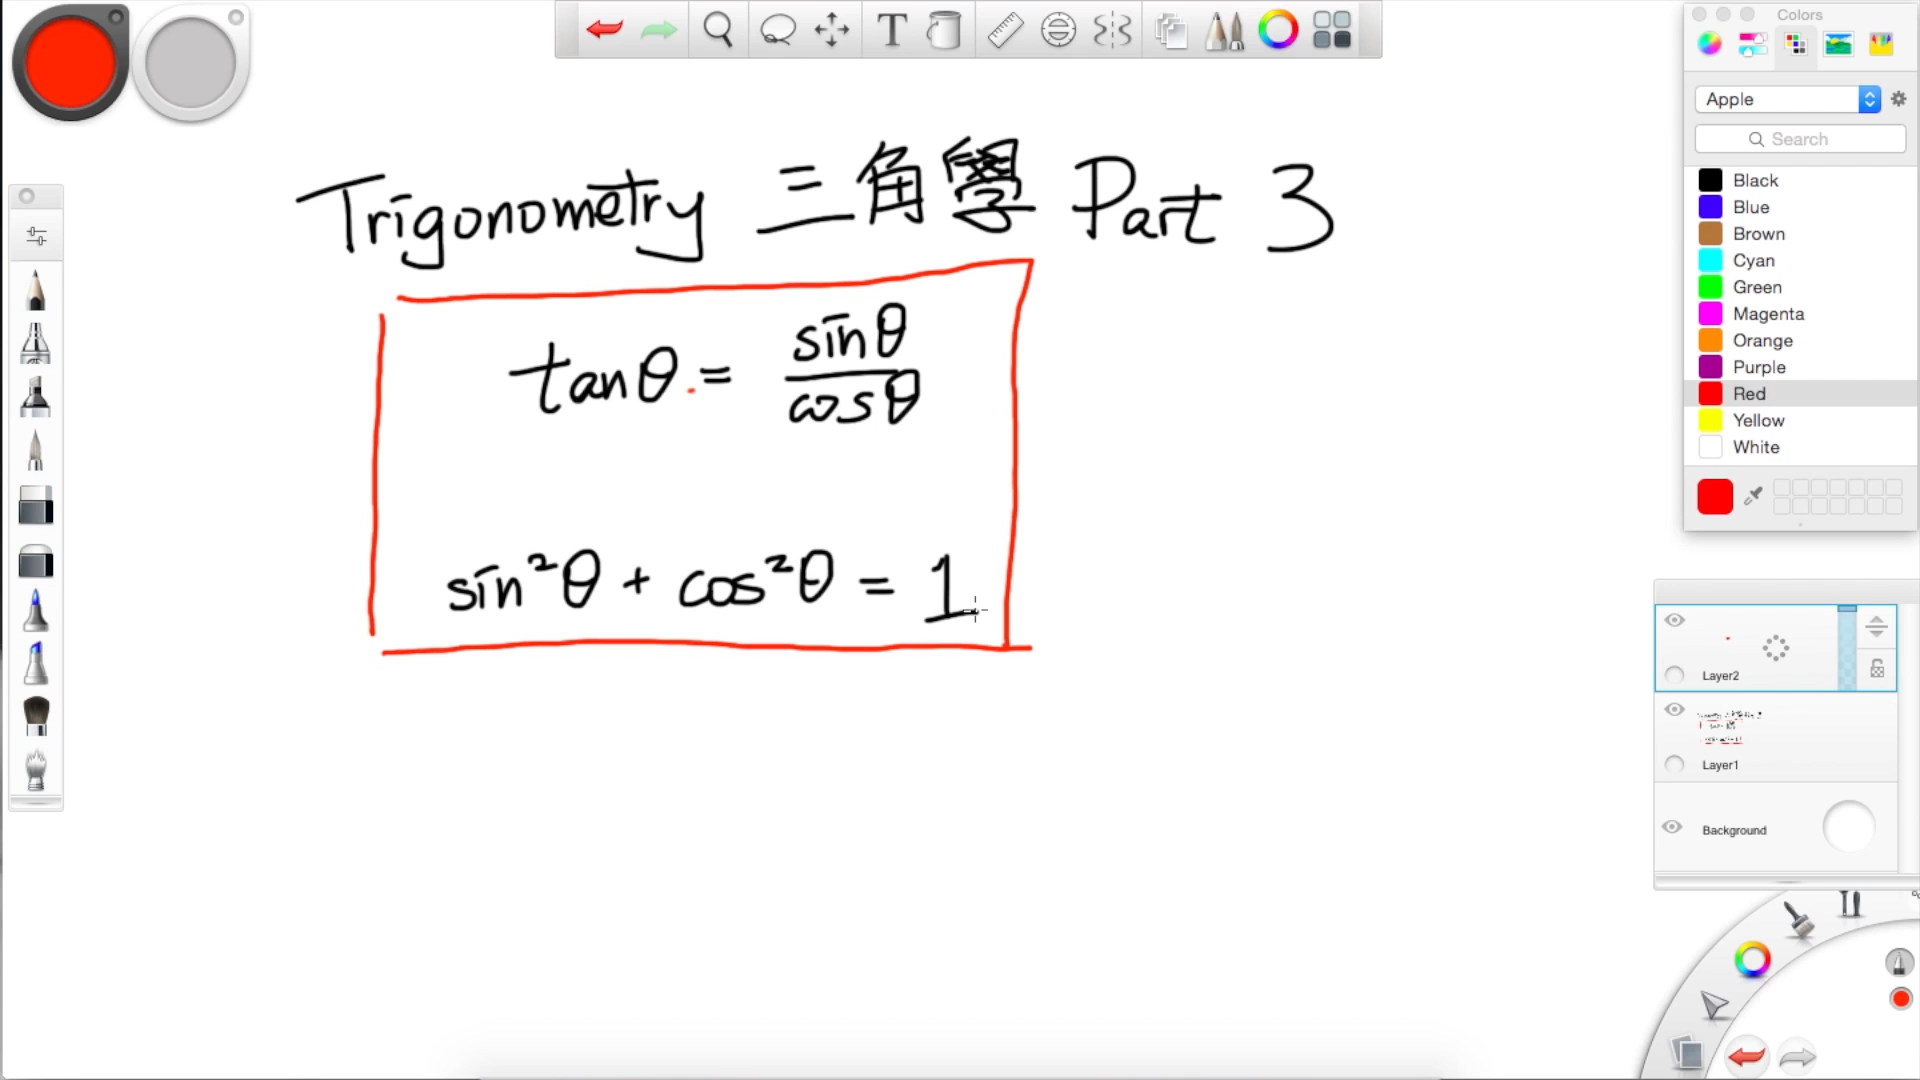 Colors
Apple
Search
Black
Blue
Brown
Cyan
Green
Magenta
Orange
Purple
Red
Yellow
White
Trigonometry 三角學 Part 3
tanθ = sinθ/cosθ
sin²θ + cos²θ = 1
Layer2
Layer1
Background